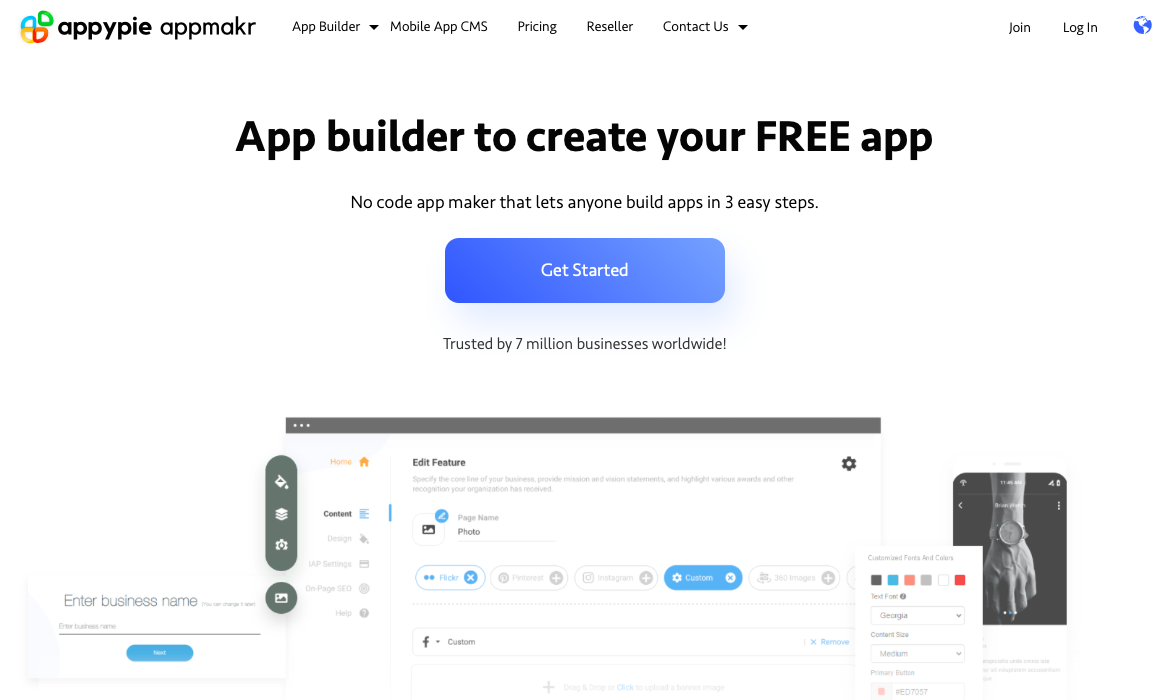 appypie appmakr
App Builder
Mobile App CMS
Pricing
Reseller
Contact Us
Join
Log In
App builder to create your FREE app
No code app maker that lets anyone build apps in 3 easy steps.
Get Started
Trusted by 7 million businesses worldwide!
Home
Content
Design
IAP Settings
On-Page SEO
Help
Edit Feature
Specify the core line of your business, provide mission and vision statements, and highlight various awards and other
recognition your organization has received.
Page Name
Photo
Flickr
Pinterest
Instagram
Custom
360 Images
Custom
Remove
Drag & Drop or Click to upload a banner image
Enter business name You can change it later
Enter business name
Next
Customized Fonts And Colors
Text Font
Georgia
Content Size
Medium
Primary Button
#ED7057